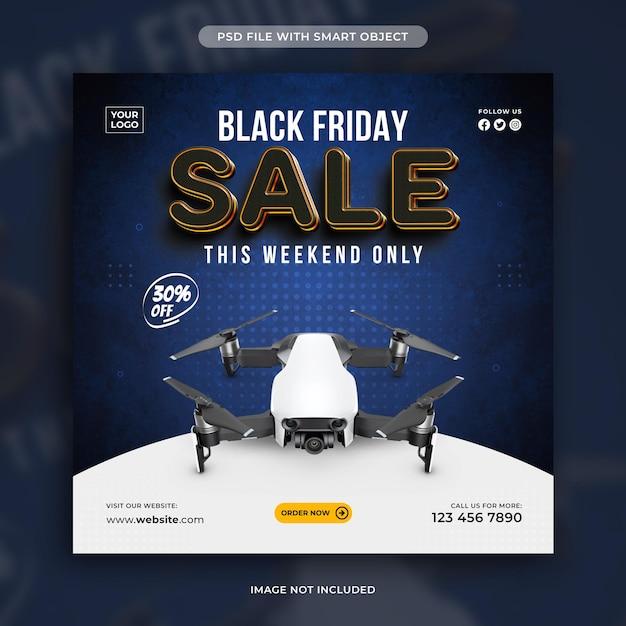 PSD FILE WITH SMART OBJECT
YOUR
LOGO
FOLLOW US
BLACK FRIDAY
SALE
THIS WEEKEND ONLY
30%
OFF
VISIT OUR WEBSITE:
www.website.com
ORDER NOW
CALL US FOR MORE:
123 456 7890
IMAGE NOT INCLUDED